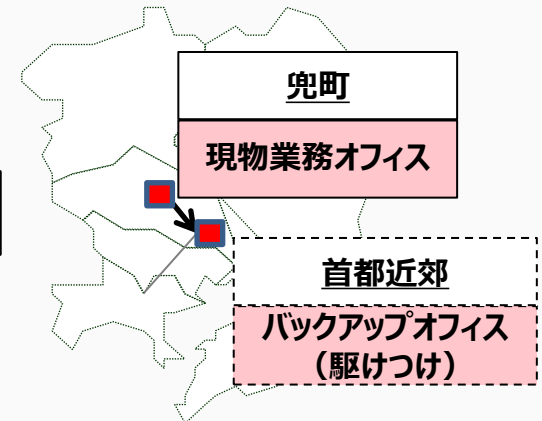 兜町
現物業務オフィス
首都近郊
バックアップオフィス
（駆けつけ）